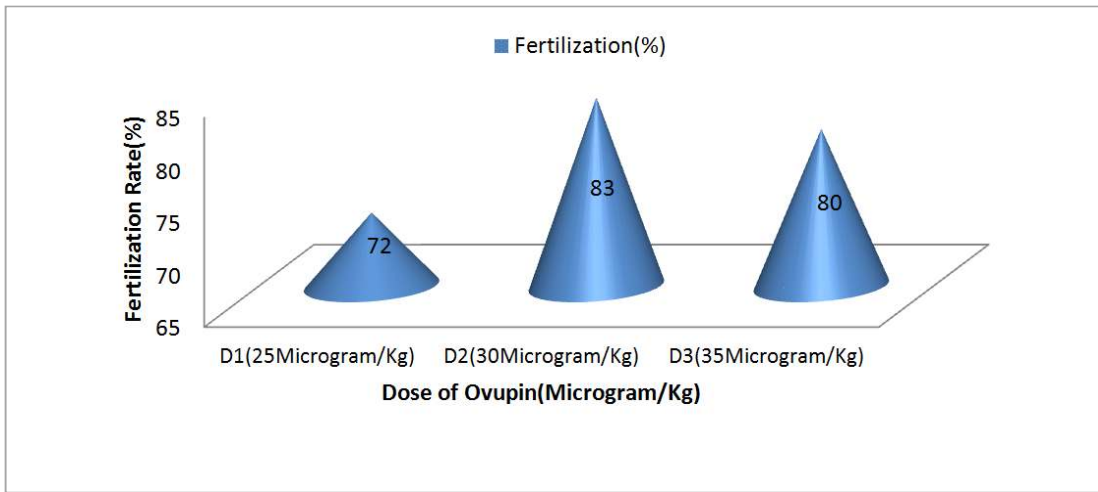 Fertilization(%)
Fertilization Rate(%)
85
80
75
70
65
72
83
80
D1(25Microgram/Kg) D2(30Microgram/Kg) D3(35Microgram/Kg)
Dose of Ovupin(Microgram/Kg)